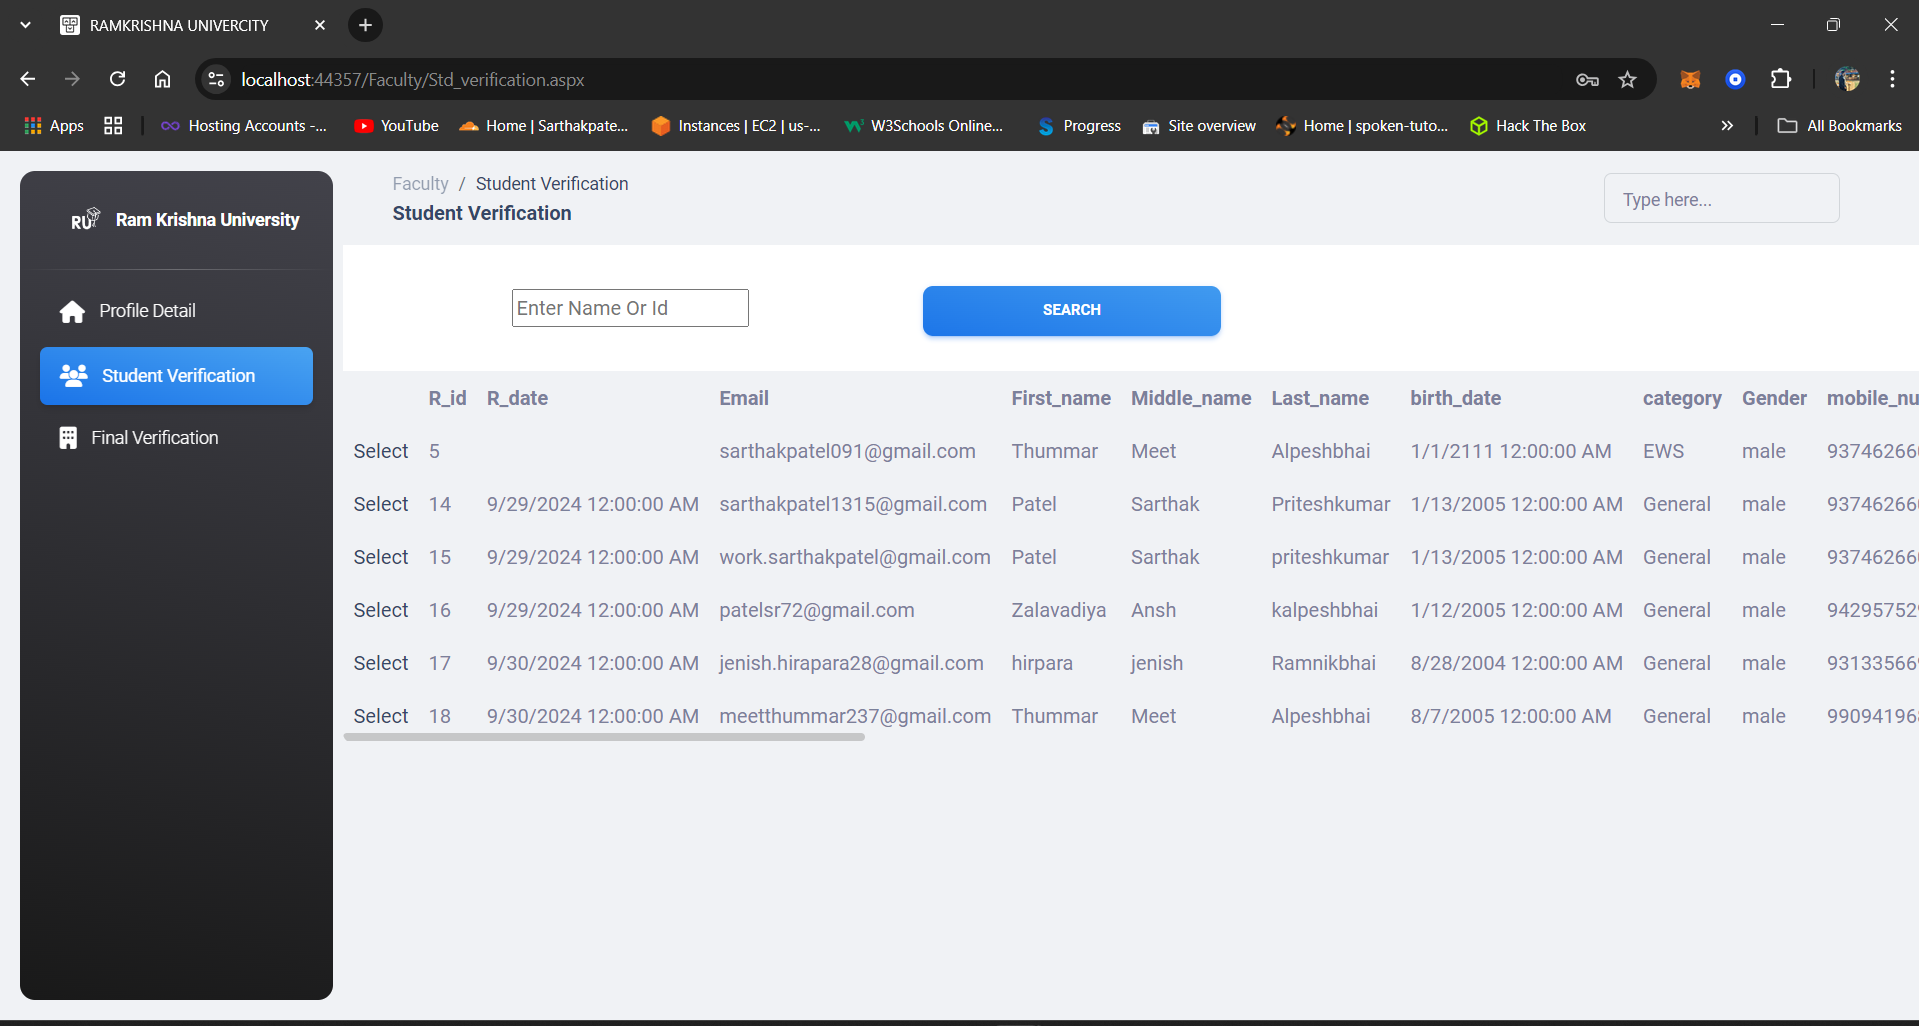 RAMKRISHNA UNIVERCITY
localhost:44357/Faculty/Std_verification.aspx
Apps Hosting Accounts -... YouTube Home | Sarthakpate... Instances | EC2 | us-... W3Schools Online... Progress Site overview Home | spoken-tuto... Hack The Box » All Bookmarks
RU Ram Krishna University
Profile Detail
Student Verification
Final Verification
Faculty / Student Verification
Student Verification
Type here...
Enter Name Or Id SEARCH
R_id R_date Email First_name Middle_name Last_name birth_date category Gender mobile_nu
Select 5 sarthakpatel091@gmail.com Thummar Meet Alpeshbhai 1/1/2111 12:00:00 AM EWS male 93746266
Select 14 9/29/2024 12:00:00 AM sarthakpatel1315@gmail.com Patel Sarthak Priteshkumar 1/13/2005 12:00:00 AM General male 93746266
Select 15 9/29/2024 12:00:00 AM work.sarthakpatel@gmail.com Patel Sarthak priteshkumar 1/13/2005 12:00:00 AM General male 93746266
Select 16 9/29/2024 12:00:00 AM patelsr72@gmail.com Zalavadiya Ansh kalpeshbhai 1/12/2005 12:00:00 AM General male 94295752
Select 17 9/30/2024 12:00:00 AM jenish.hirapara28@gmail.com hirpara jenish Ramnikbhai 8/28/2004 12:00:00 AM General male 93133566
Select 18 9/30/2024 12:00:00 AM meetthummar237@gmail.com Thummar Meet Alpeshbhai 8/7/2005 12:00:00 AM General male 99094196